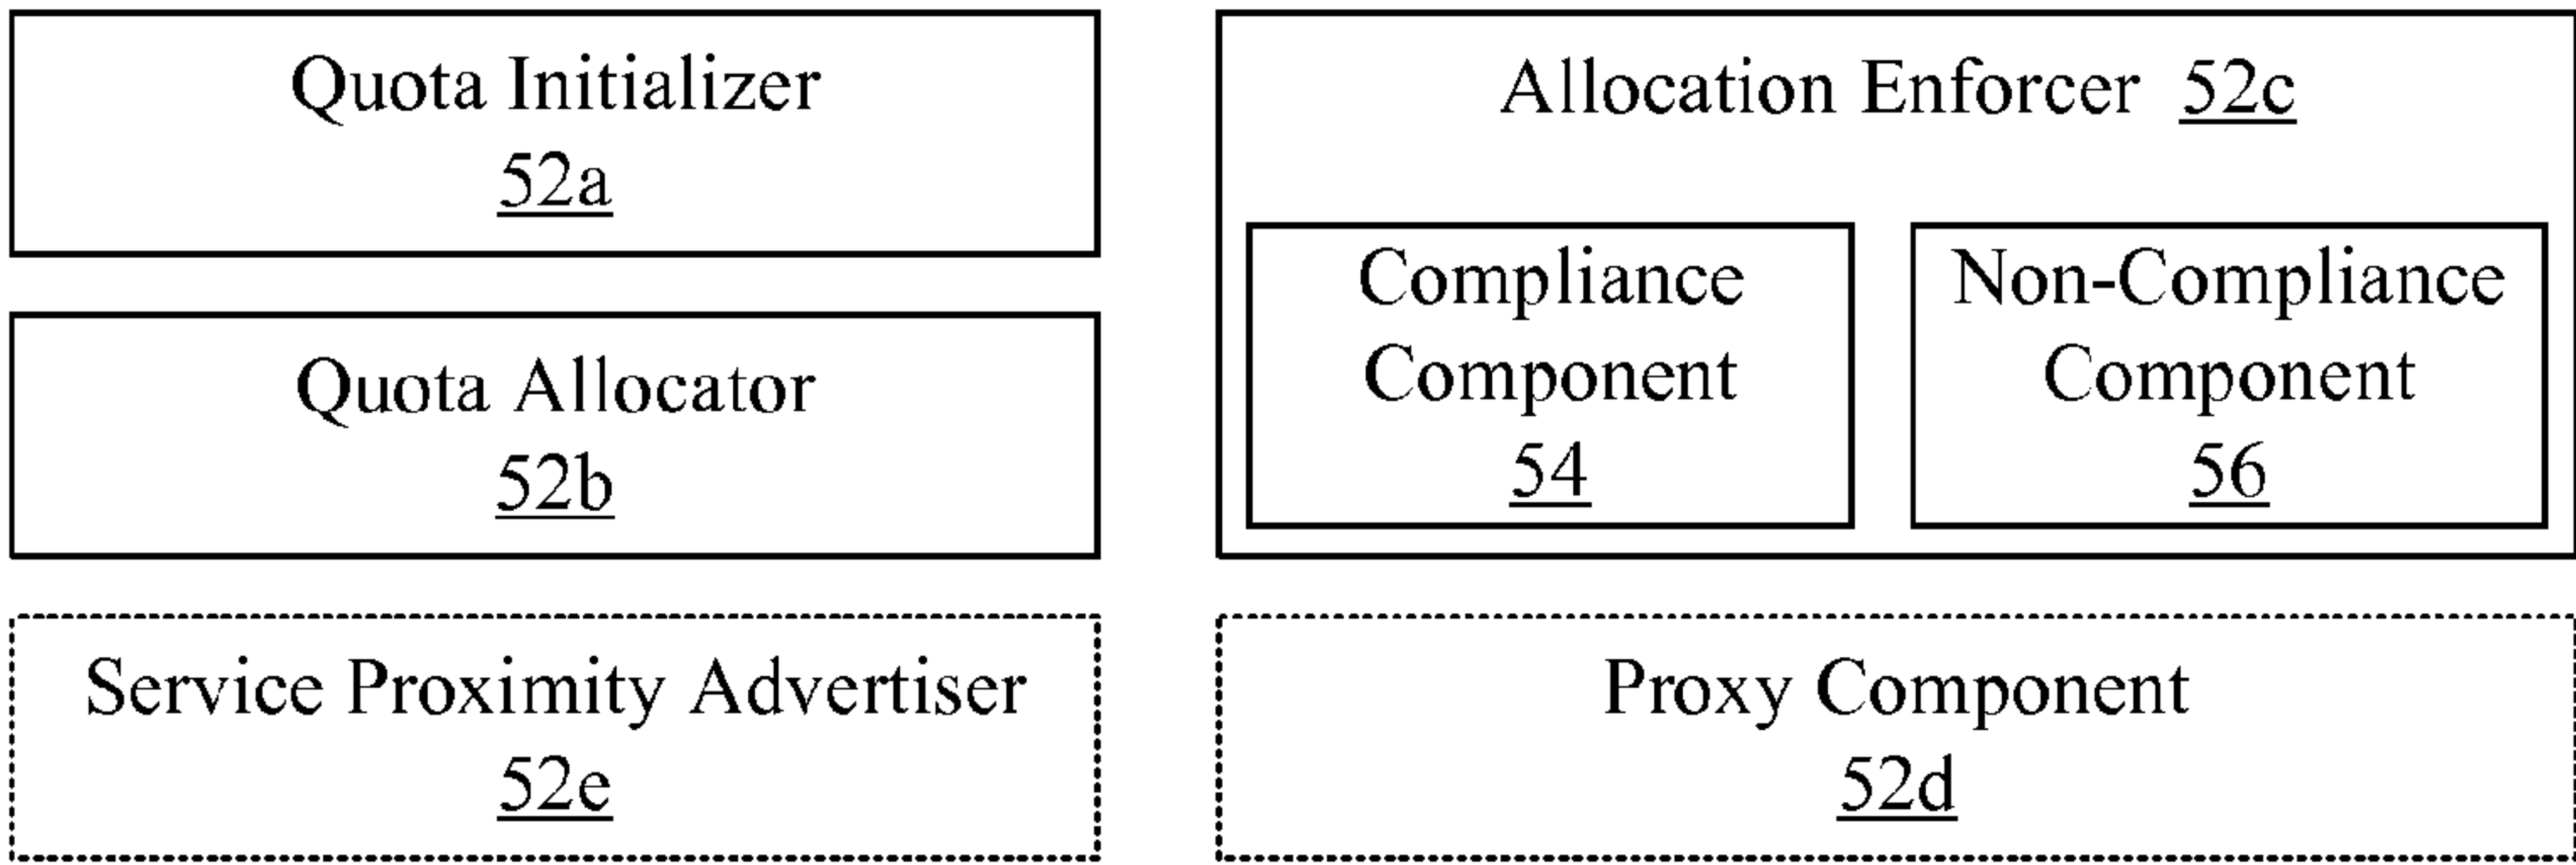 Quota Initializer
52a
Quota Allocator
52b
Allocation Enforcer 52c
Compliance
Component
54
Non-Compliance
Component
56
Service Proximity Advertiser
52e
Proxy Component
52d